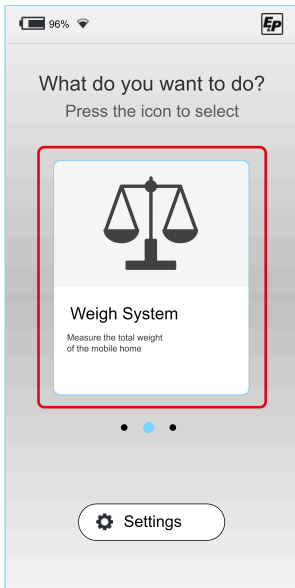 96%
EP
What do you want to do?
Press the icon to select
Weigh System
Measure the total weight
of the mobile home
Settings